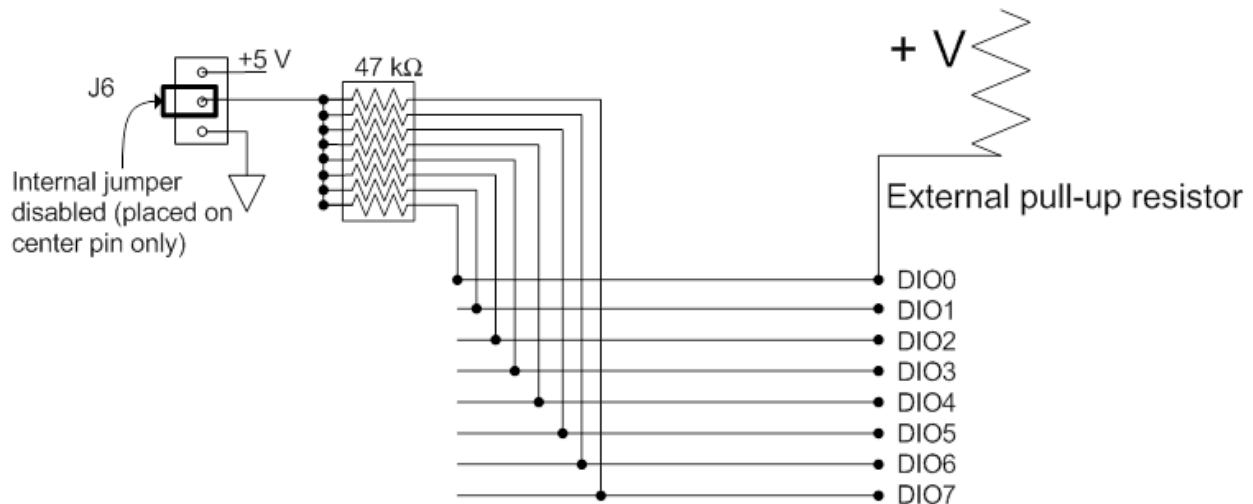 +5 V
J6
47 kΩ
+ V
Internal jumper
disabled (placed on
center pin only)
External pull-up resistor
DIO0
DIO1
DIO2
DIO3
DIO4
DIO5
DIO6
DIO7